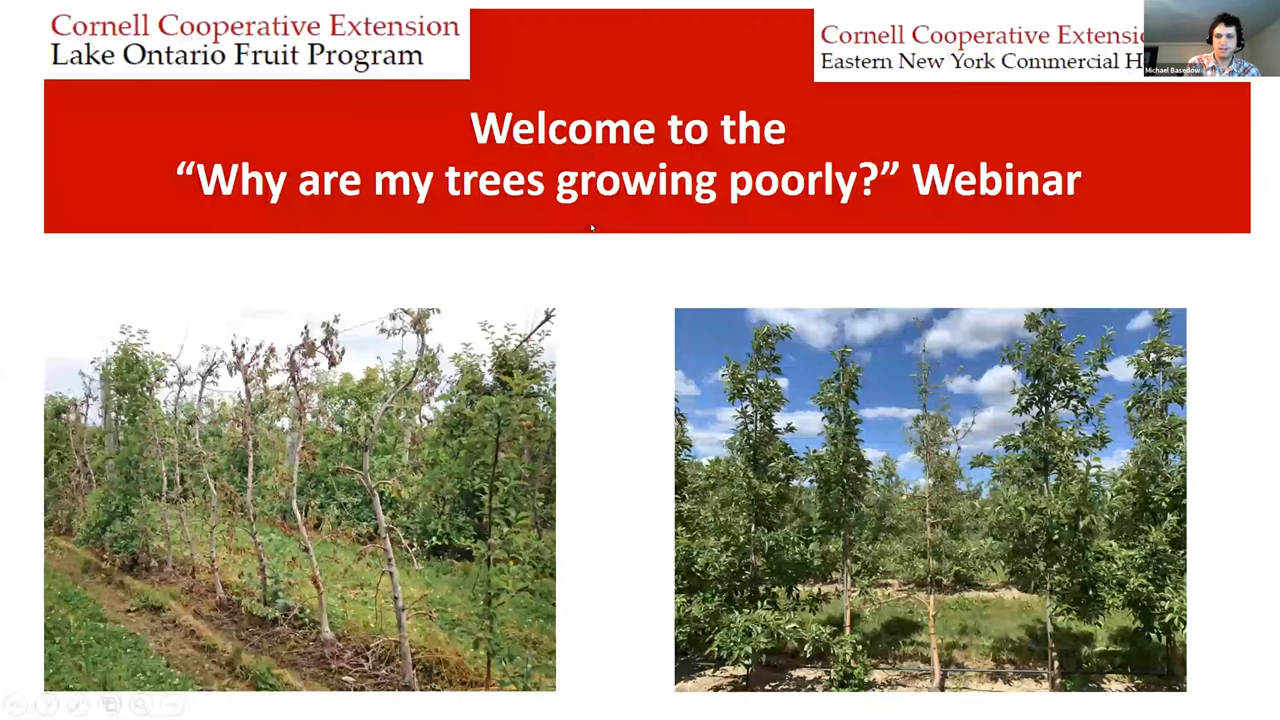 Cornell Cooperative Extension
Lake Ontario Fruit Program
Cornell Cooperative Extensi
Eastern New York Commercial H
Michael Basedow
Welcome to the
“Why are my trees growing poorly?” Webinar